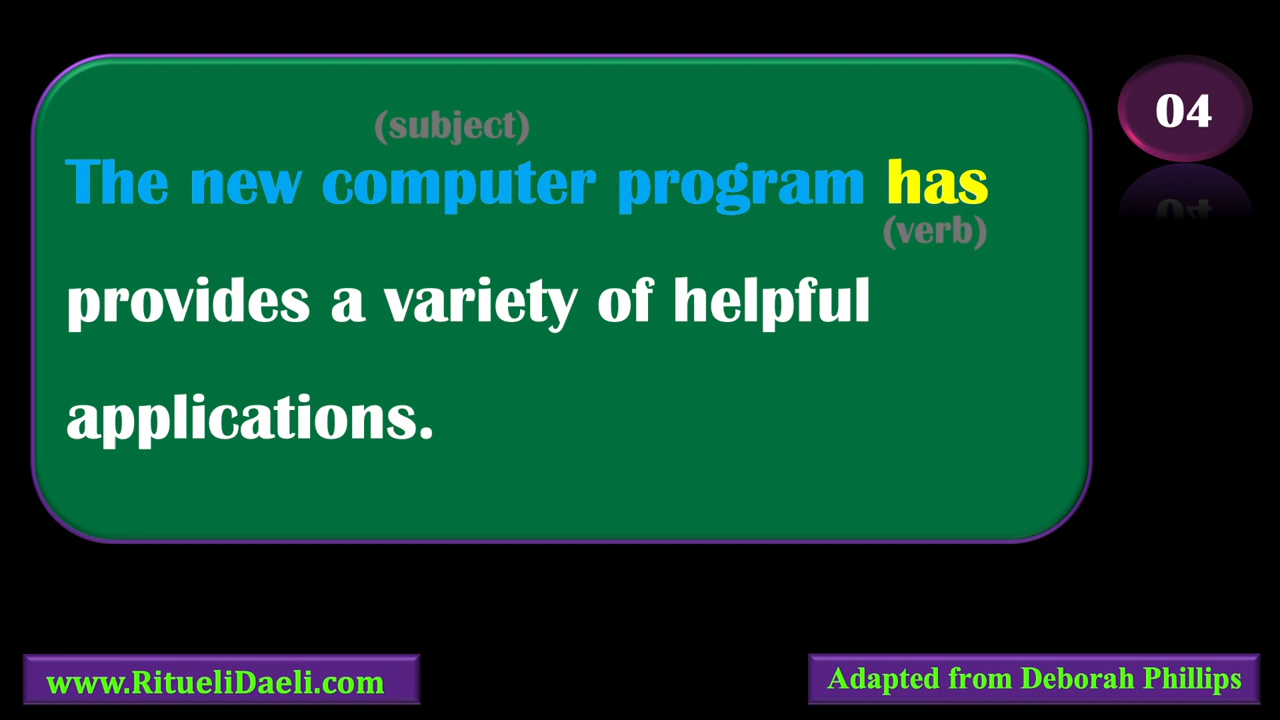 (subject)
04
The new computer program has
(verb)
provides a variety of helpful
applications.
www.RitueliDaeli.com
Adapted from Deborah Phillips